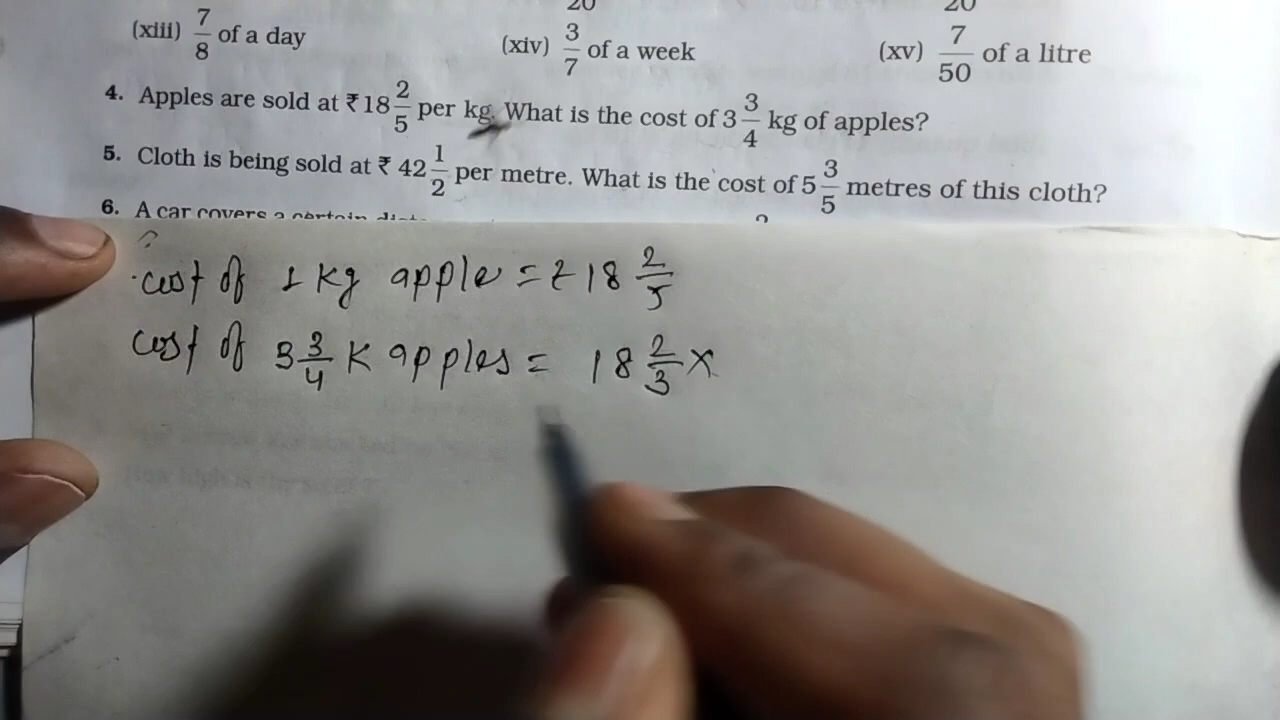 20 20
(xiii) 7/8 of a day (xiv) 3/7 of a week (xv) 7/50 of a litre
4. Apples are sold at ₹18 2/5 per kg. What is the cost of 3 3/4 kg of apples?
5. Cloth is being sold at ₹ 42 1/2 per metre. What is the cost of 5 3/5 metres of this cloth?
6. A car covers a certain
cost of 1 kg apple = ₹ 18 2/5
cost of 3 3/4 K apples = 18 2/3 x